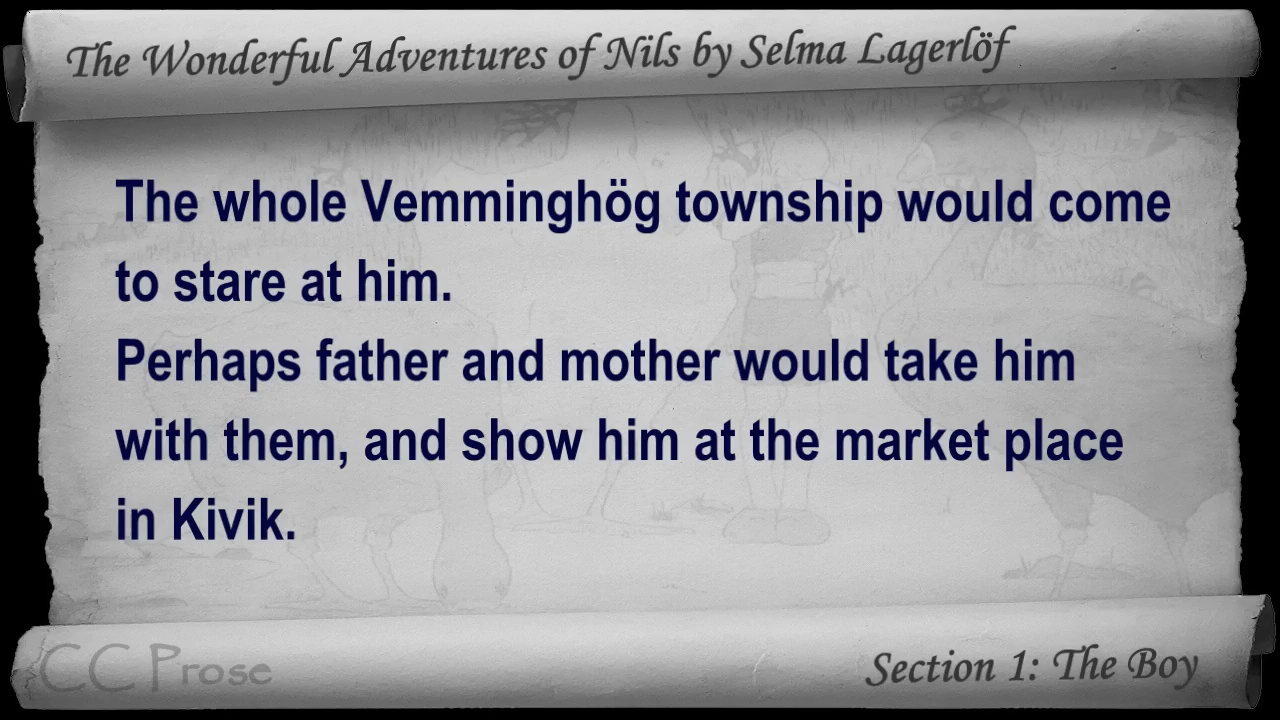 The Wonderful Adventures of Nils by Selma Lagerlöf
The whole Vemminghög township would come
to stare at him.
Perhaps father and mother would take him
with them, and show him at the market place
in Kivik.
CC Prose
Section 1: The Boy